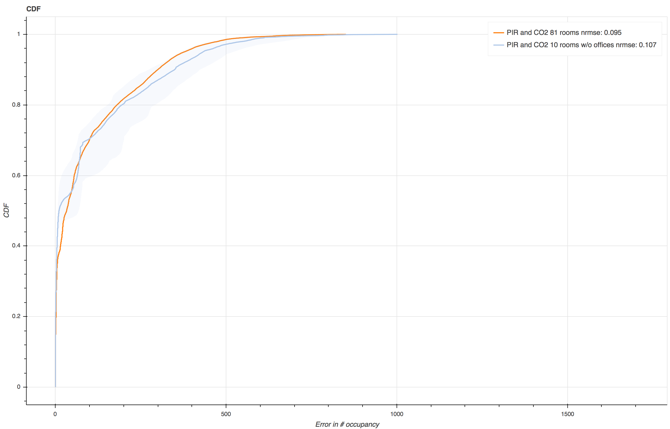 CDF
PIR and CO2 81 rooms nrmse: 0.095
PIR and CO2 10 rooms w/o offices nrmse: 0.107
1
0.8
0.6
0.4
0.2
0
CDF
0 500 1000 1500
Error in # occupancy